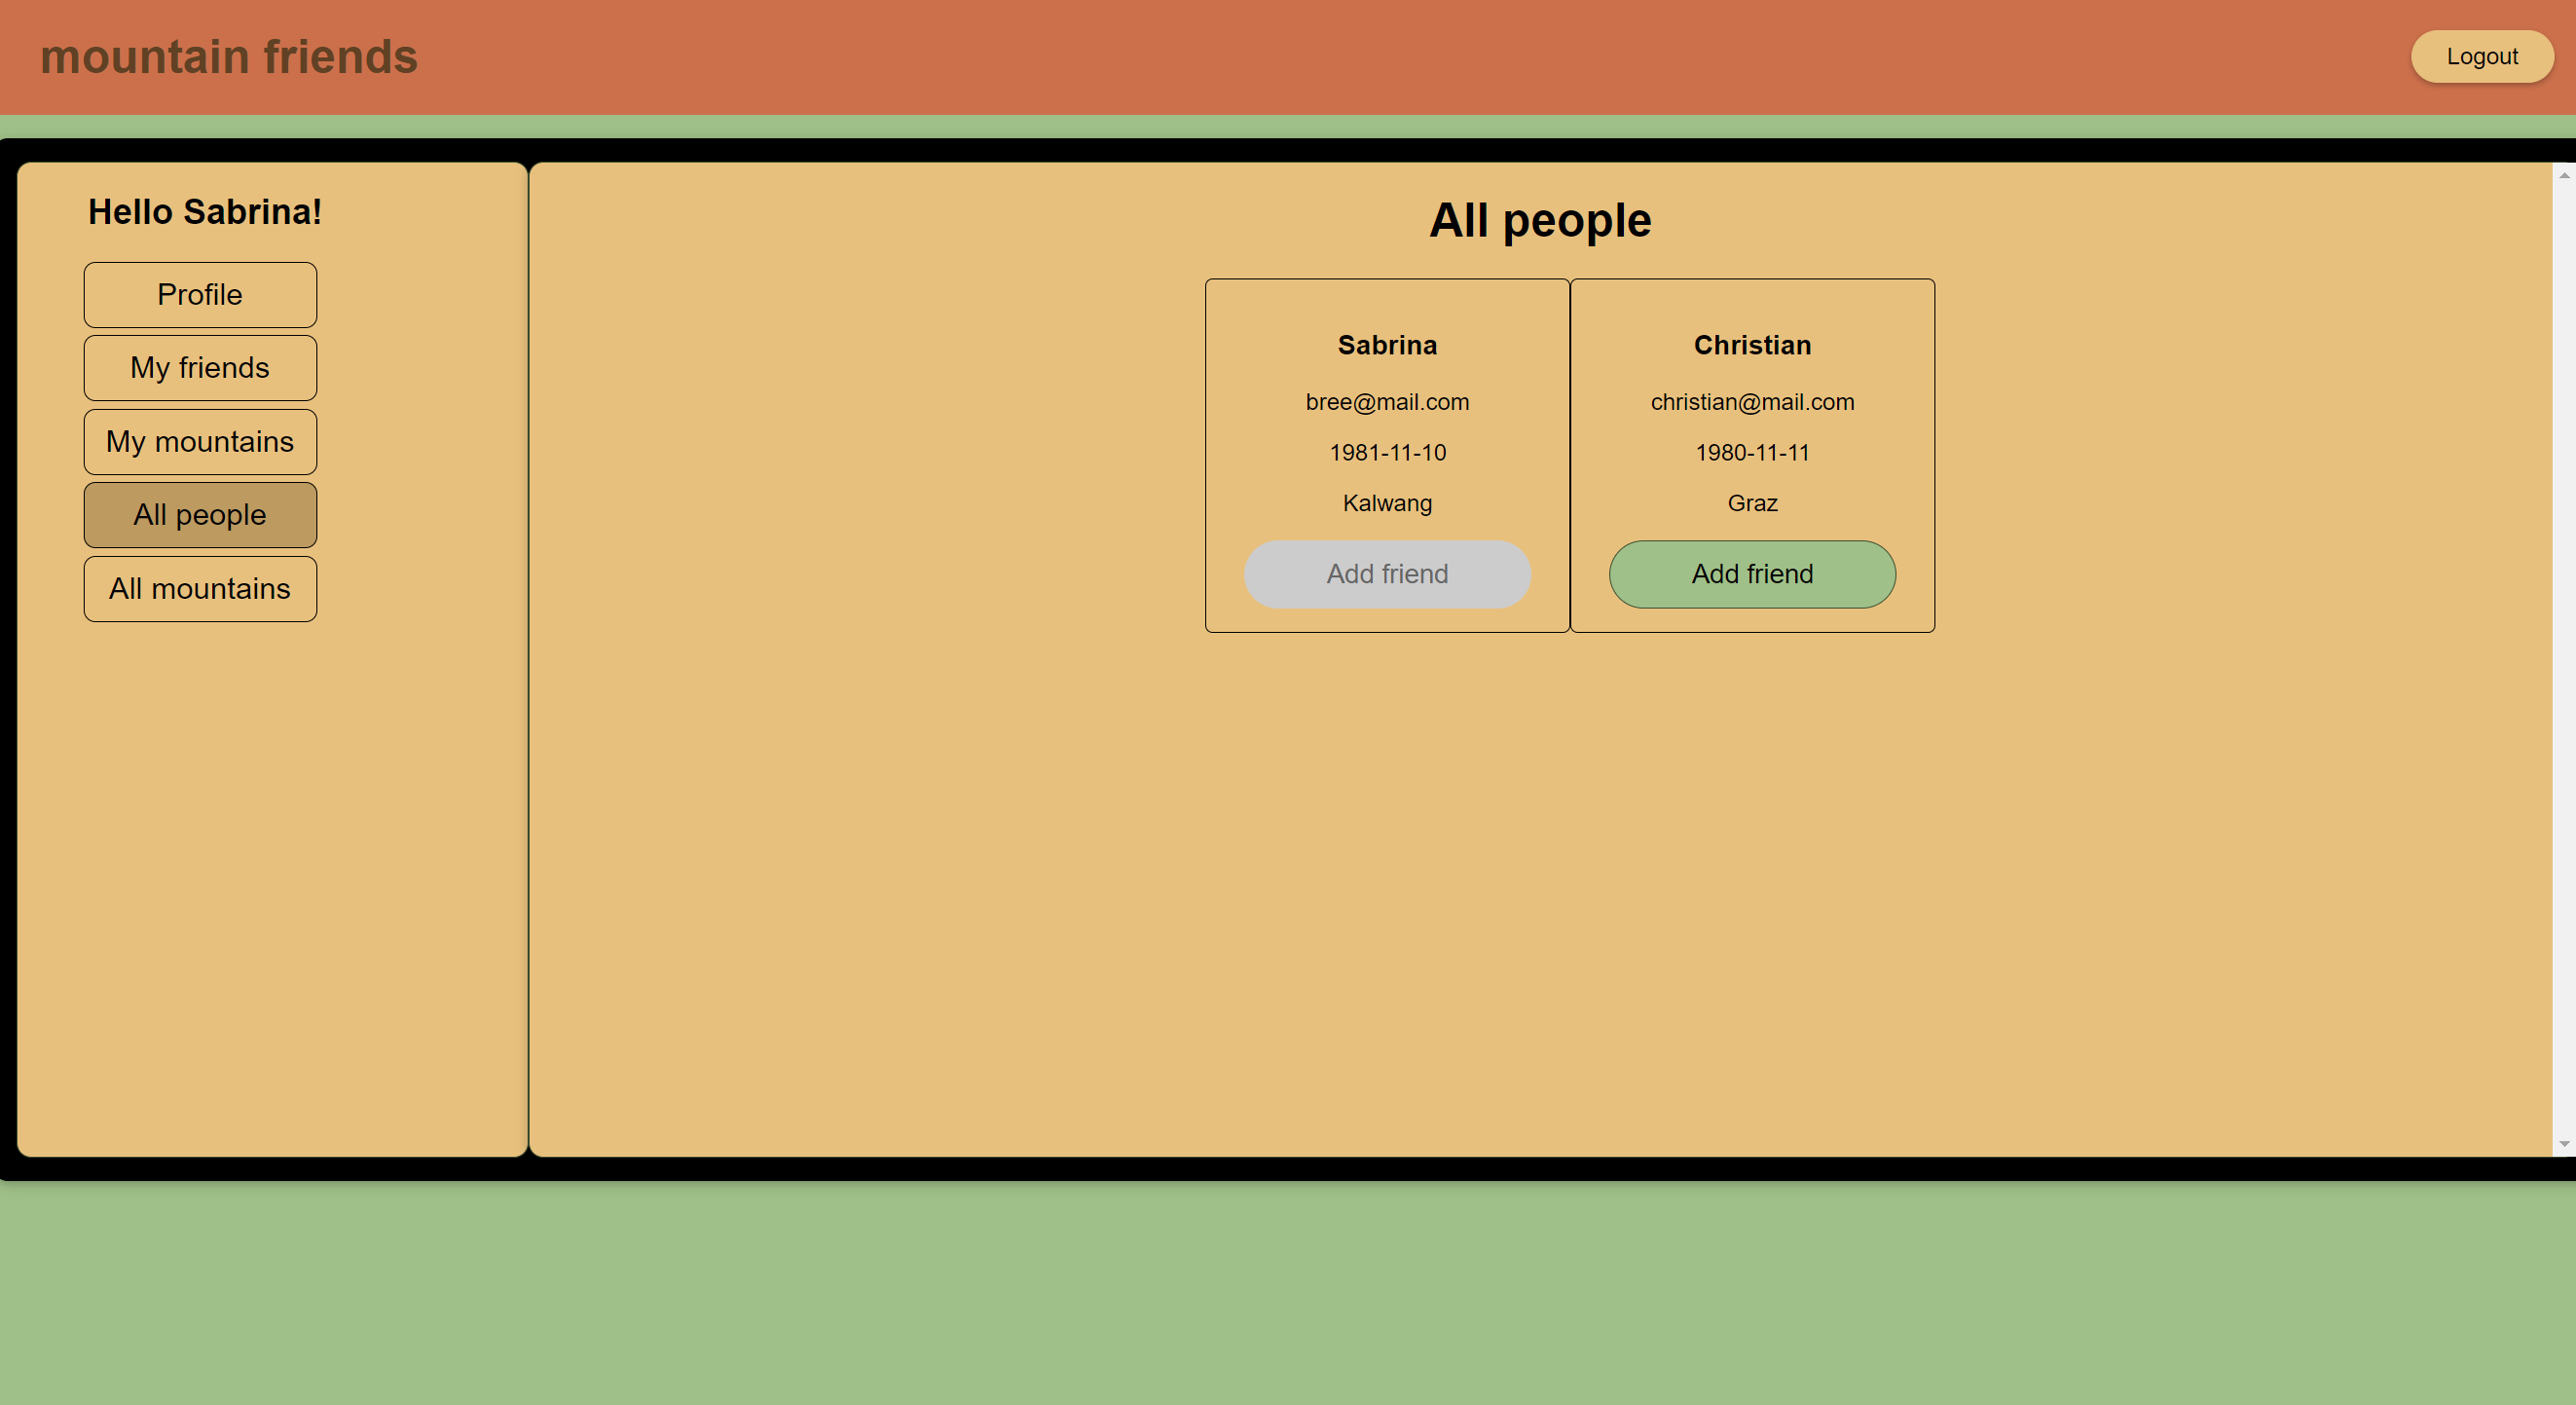 mountain friends
Logout
Hello Sabrina!
Profile
My friends
My mountains
All people
All mountains
All people
Sabrina
bree@mail.com
1981-11-10
Kalwang
Add friend
Christian
christian@mail.com
1980-11-11
Graz
Add friend